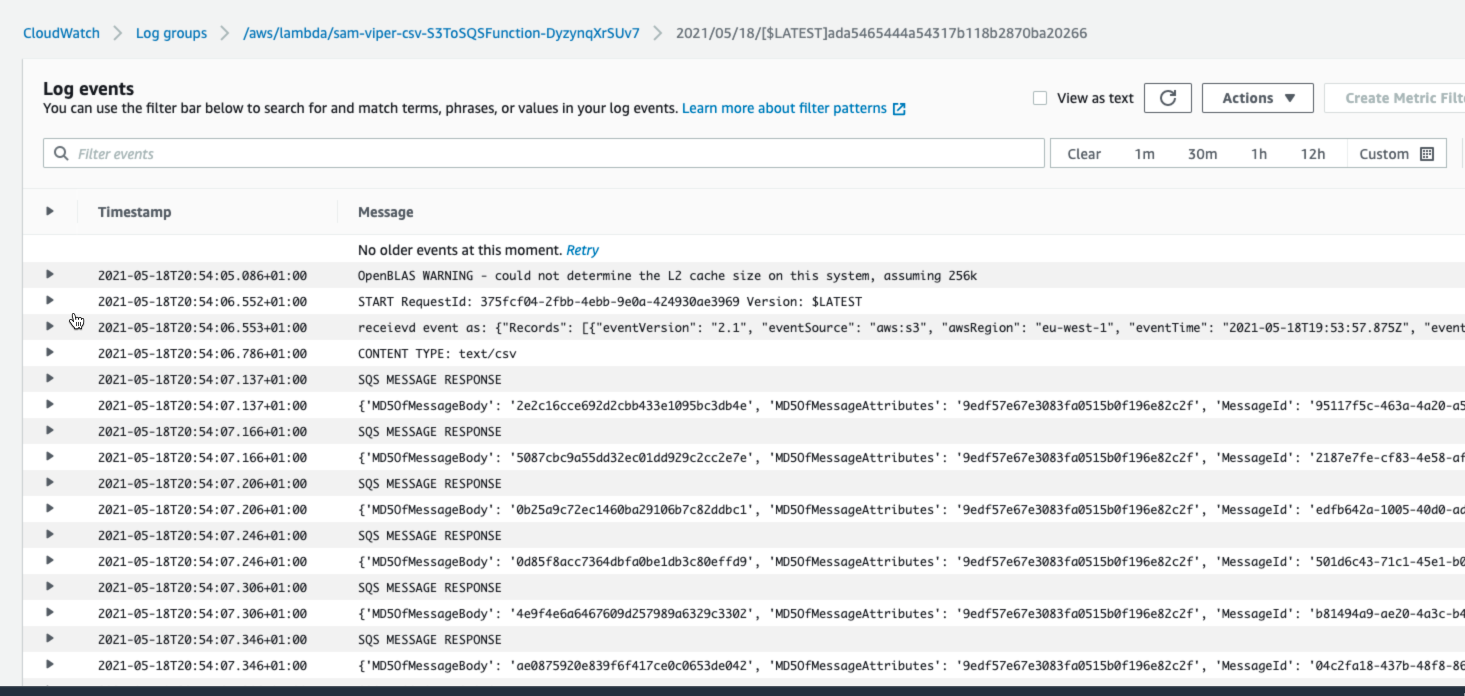 CloudWatch > Log groups > /aws/lambda/sam-viper-csv-S3ToSQSFunction-DyzynqXrSUv7 > 2021/05/18/[$LATEST]ada5465444a54317b118b2870ba20266
Log events
You can use the filter bar below to search for and match terms, phrases, or values in your log events. Learn more about filter patterns
View as text Actions Create Metric Filt
Filter events Clear 1m 30m 1h 12h Custom
Timestamp Message
No older events at this moment. Retry
2021-05-18T20:54:05.086+01:00 OpenBLAS WARNING - could not determine the L2 cache size on this system, assuming 256k
2021-05-18T20:54:06.552+01:00 START RequestId: 375fcf04-2fbb-4ebb-9e0a-424930ae3969 Version: $LATEST
2021-05-18T20:54:06.553+01:00 receievd event as: {"Records": [{"eventVersion": "2.1", "eventSource": "aws:s3", "awsRegion": "eu-west-1", "eventTime": "2021-05-18T19:53:57.875Z", "event
2021-05-18T20:54:06.786+01:00 CONTENT TYPE: text/csv
2021-05-18T20:54:07.137+01:00 SQS MESSAGE RESPONSE
2021-05-18T20:54:07.137+01:00 {'MD5OfMessageBody': '2e2c16cce692d2cbb433e1095bc3db4e', 'MD5OfMessageAttributes': '9edf57e67e3083fa0515b0f196e82c2f', 'MessageId': '95117f5c-463a-4a20-a5
2021-05-18T20:54:07.166+01:00 SQS MESSAGE RESPONSE
2021-05-18T20:54:07.166+01:00 {'MD5OfMessageBody': '5087cbc9a55dd32ec01dd929c2cc2e7e', 'MD5OfMessageAttributes': '9edf57e67e3083fa0515b0f196e82c2f', 'MessageId': '2187e7fe-cf83-4e58-af
2021-05-18T20:54:07.206+01:00 SQS MESSAGE RESPONSE
2021-05-18T20:54:07.206+01:00 {'MD5OfMessageBody': '0b25a9c72ec1460ba29106b7c82ddbc1', 'MD5OfMessageAttributes': '9edf57e67e3083fa0515b0f196e82c2f', 'MessageId': 'edfb642a-1005-40d0-ad
2021-05-18T20:54:07.246+01:00 SQS MESSAGE RESPONSE
2021-05-18T20:54:07.246+01:00 {'MD5OfMessageBody': '0d85f8acc7364dbfa0be1db3c80effd9', 'MD5OfMessageAttributes': '9edf57e67e3083fa0515b0f196e82c2f', 'MessageId': '501d6c43-71c1-45e1-b0
2021-05-18T20:54:07.306+01:00 SQS MESSAGE RESPONSE
2021-05-18T20:54:07.306+01:00 {'MD5OfMessageBody': '4e9f4e6a6467609d257989a6329c3302', 'MD5OfMessageAttributes': '9edf57e67e3083fa0515b0f196e82c2f', 'MessageId': 'b81494a9-ae20-4a3c-b4
2021-05-18T20:54:07.346+01:00 SQS MESSAGE RESPONSE
2021-05-18T20:54:07.346+01:00 {'MD5OfMessageBody': 'ae0875920e839f6f417ce0c0653de042', 'MD5OfMessageAttributes': '9edf57e67e3083fa0515b0f196e82c2f', 'MessageId': '04c2fa18-437b-48f8-86